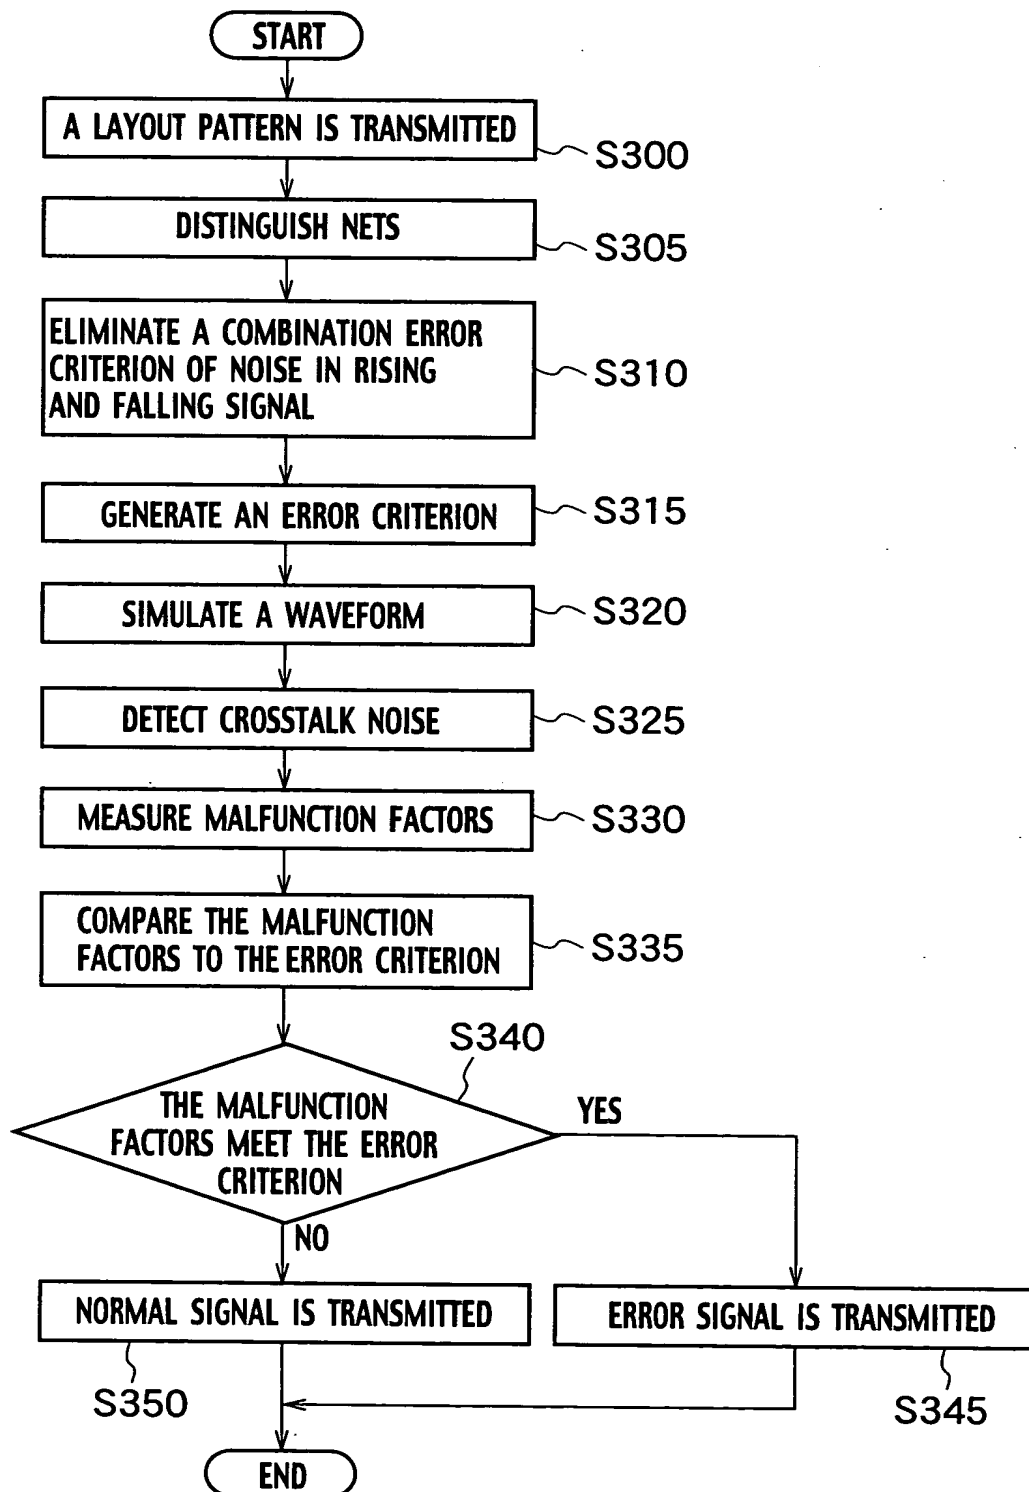 START
A LAYOUT PATTERN IS TRANSMITTED
S300
DISTINGUISH NETS
S305
ELIMINATE A COMBINATION ERROR
CRITERION OF NOISE IN RISING
AND FALLING SIGNAL
S310
GENERATE AN ERROR CRITERION
S315
SIMULATE A WAVEFORM
S320
DETECT CROSSTALK NOISE
S325
MEASURE MALFUNCTION FACTORS
S330
COMPARE THE MALFUNCTION
FACTORS TO THE ERROR CRITERION
S335
S340
THE MALFUNCTION
FACTORS MEET THE ERROR
CRITERION
YES
NO
NORMAL SIGNAL IS TRANSMITTED
ERROR SIGNAL IS TRANSMITTED
S350
S345
END